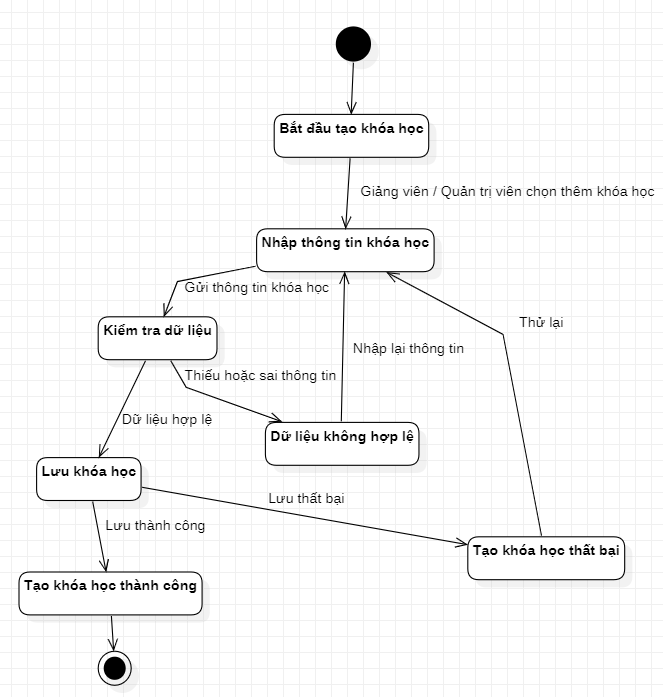 Bắt đầu tạo khóa học
Giảng viên / Quản trị viên chọn thêm khóa học
Nhập thông tin khóa học
Gửi thông tin khóa học
Thử lại
Kiểm tra dữ liệu
Nhập lại thông tin
Thiếu hoặc sai thông tin
Dữ liệu hợp lệ
Dữ liệu không hợp lệ
Lưu khóa học
Lưu thất bại
Lưu thành công
Tạo khóa học thất bại
Tạo khóa học thành công